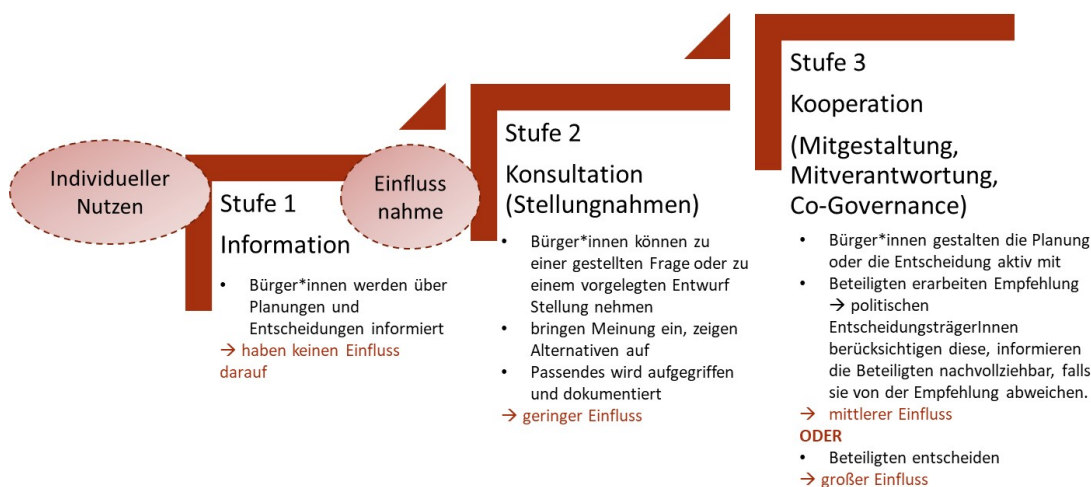 Individueller
Nutzen
Stufe 1
Information
• Bürger*innen werden über
Planungen und
Entscheidungen informiert
→ haben keinen Einfluss
darauf
Einfluss
nahme
Stufe 2
Konsultation
(Stellungnahmen)
• Bürger*innen können zu
einer gestellten Frage oder zu
einem vorgelegten Entwurf
Stellung nehmen
• bringen Meinung ein, zeigen
Alternativen auf
• Passendes wird aufgegriffen
und dokumentiert
→ geringer Einfluss
Stufe 3
Kooperation
(Mitgestaltung,
Mitverantwortung,
Co-Governance)
• Bürger*innen gestalten die Planung
oder die Entscheidung aktiv mit
• Beteiligten erarbeiten Empfehlung
→ politischen
EntscheidungsträgerInnen
berücksichtigen diese, informieren
die Beteiligten nachvollziehbar, falls
sie von der Empfehlung abweichen.
→ mittlerer Einfluss
ODER
• Beteiligten entscheiden
→ großer Einfluss